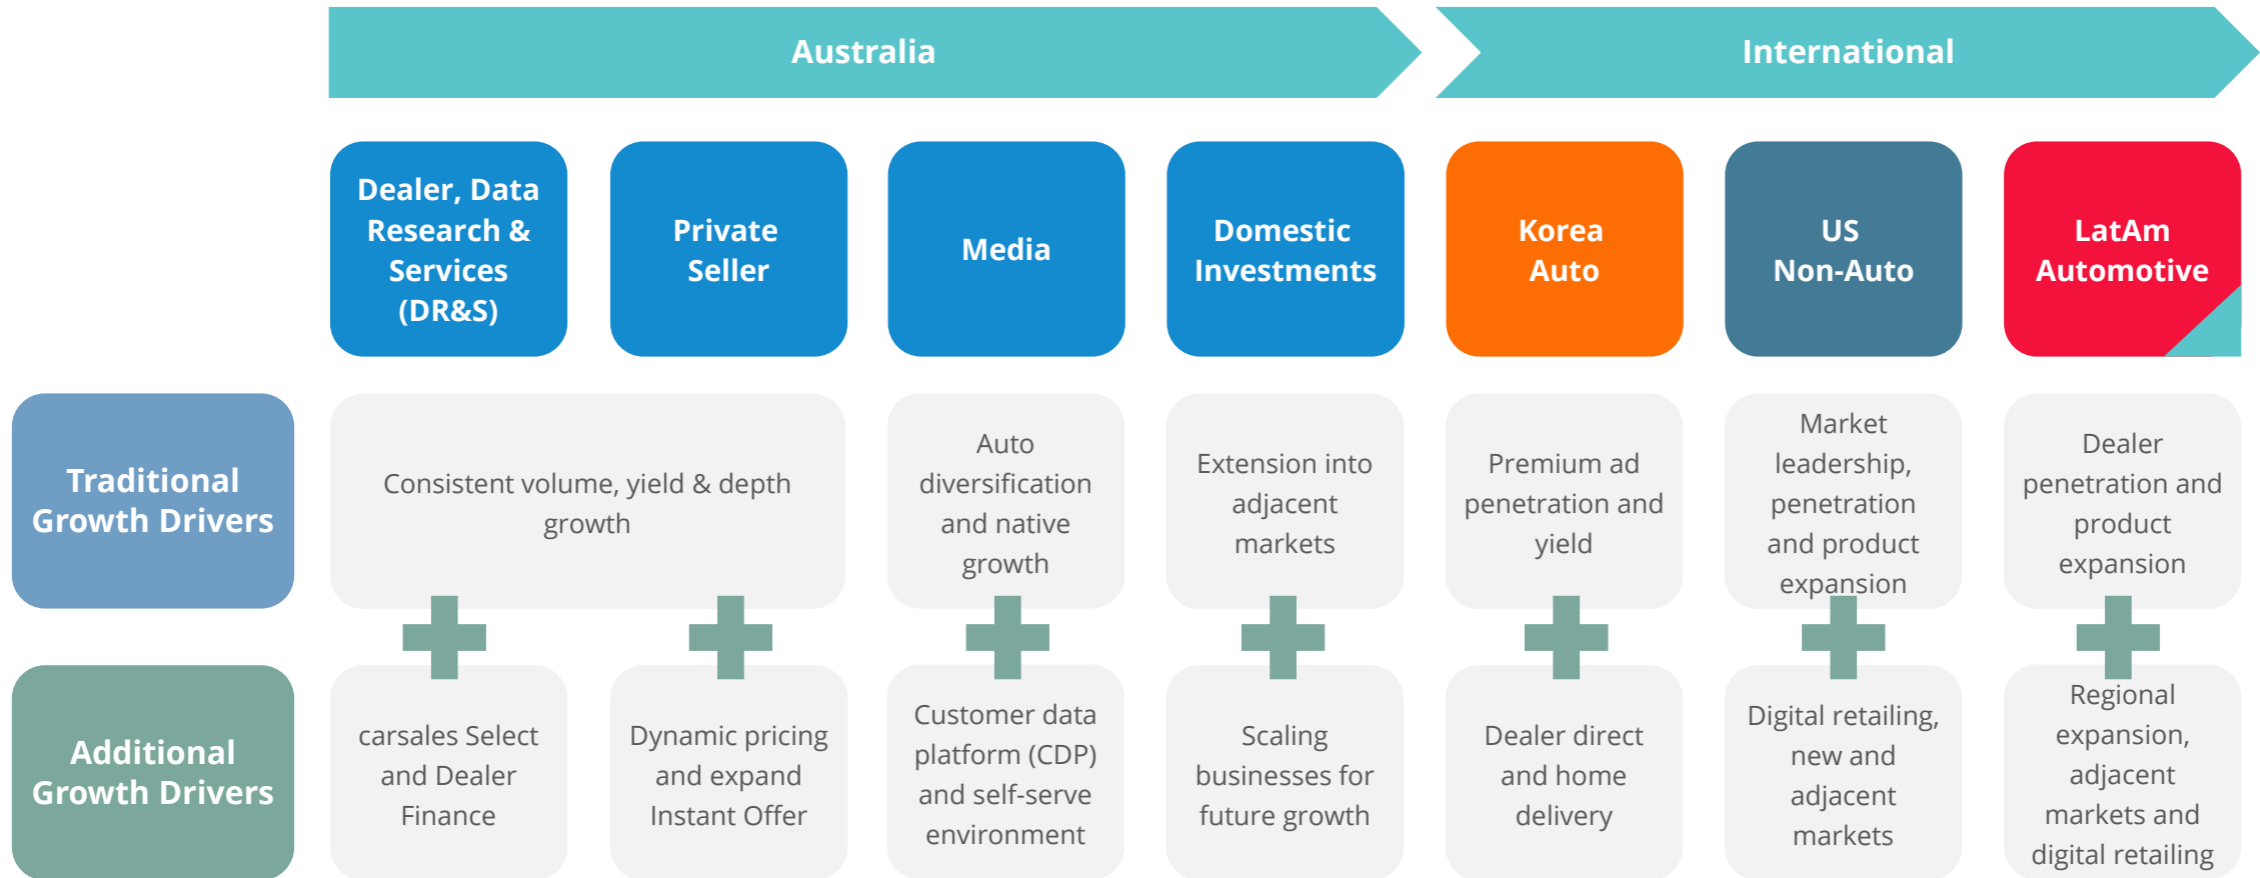 Australia
International
Dealer, Data
Research &
Services
(DR&S)
Private
Seller
Media
Domestic
Investments
Korea
Auto
US
Non-Auto
LatAm
Automotive
Traditional
Growth Drivers
Consistent volume, yield & depth
growth
Auto
diversification
and native
growth
Extension into
adjacent
markets
Premium ad
penetration and
yield
Market
leadership,
penetration
and product
expansion
Dealer
penetration and
product
expansion
Additional
Growth Drivers
carsales Select
and Dealer
Finance
Dynamic pricing
and expand
Instant Offer
Customer data
platform (CDP)
and self-serve
environment
Scaling
businesses for
future growth
Dealer direct
and home
delivery
Digital retailing,
new and
adjacent
markets
Regional
expansion,
adjacent
markets and
digital retailing